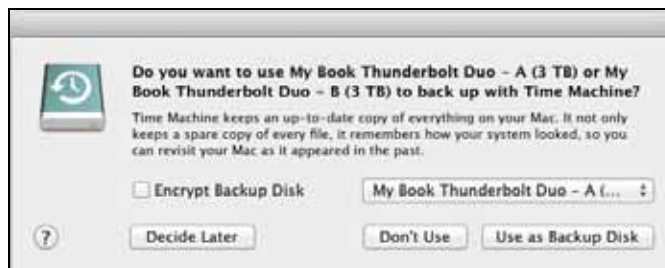 Do you want to use My Book Thunderbolt Duo – A (3 TB) or My
Book Thunderbolt Duo – B (3 TB) to back up with Time Machine?
Time Machine keeps an up-to-date copy of everything on your Mac. It not only
keeps a spare copy of every file, it remembers how your system looked, so you
can revisit your Mac as it appeared in the past.
Encrypt Backup Disk My Book Thunderbolt Duo – A (...
? Decide Later Don't Use Use as Backup Disk